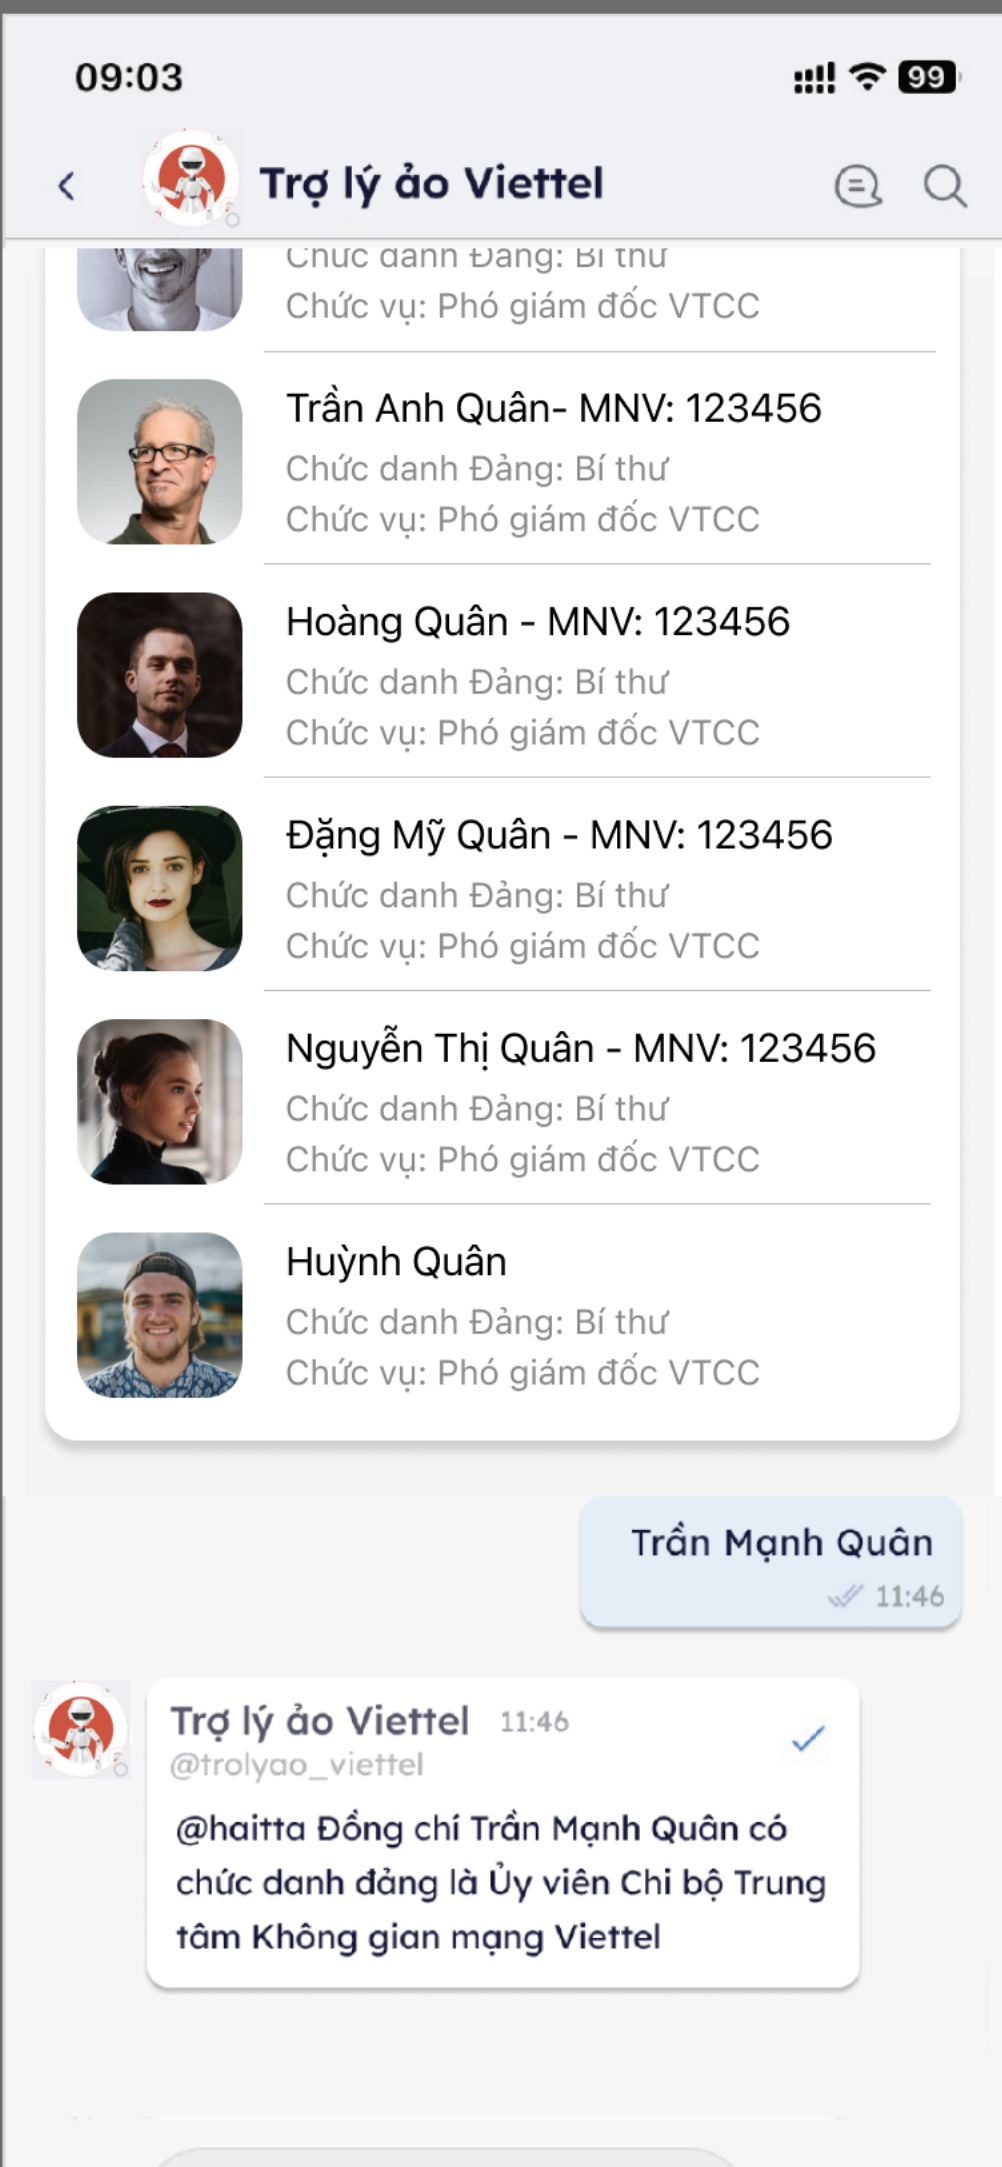 09:03
99
Trợ lý ảo Viettel
Chức danh Đảng: Bí thư
Chức vụ: Phó giám đốc VTCC
Trần Anh Quân- MNV: 123456
Chức danh Đảng: Bí thư
Chức vụ: Phó giám đốc VTCC
Hoàng Quân - MNV: 123456
Chức danh Đảng: Bí thư
Chức vụ: Phó giám đốc VTCC
Đặng Mỹ Quân - MNV: 123456
Chức danh Đảng: Bí thư
Chức vụ: Phó giám đốc VTCC
Nguyễn Thị Quân - MNV: 123456
Chức danh Đảng: Bí thư
Chức vụ: Phó giám đốc VTCC
Huỳnh Quân
Chức danh Đảng: Bí thư
Chức vụ: Phó giám đốc VTCC
Trần Mạnh Quân
11:46
Trợ lý ảo Viettel 11:46
@trolyao_viettel
@haitta Đồng chí Trần Mạnh Quân có
chức danh đảng là Ủy viên Chi bộ Trung
tâm Không gian mạng Viettel